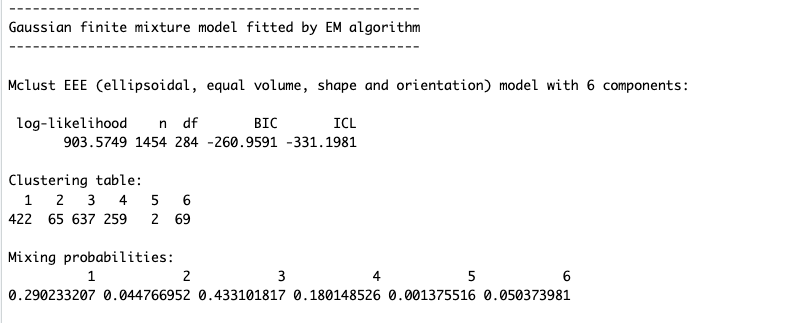 ----------------------------------------------------
Gaussian finite mixture model fitted by EM algorithm
----------------------------------------------------
Mclust EEE (ellipsoidal, equal volume, shape and orientation) model with 6 components:
log-likelihood    n  df       BIC       ICL
903.5749 1454 284 -260.9591 -331.1981
Clustering table:
1   2   3   4   5   6
422  65 637 259   2  69
Mixing probabilities:
1           2           3           4           5           6
0.290233207 0.044766952 0.433101817 0.180148526 0.001375516 0.050373981